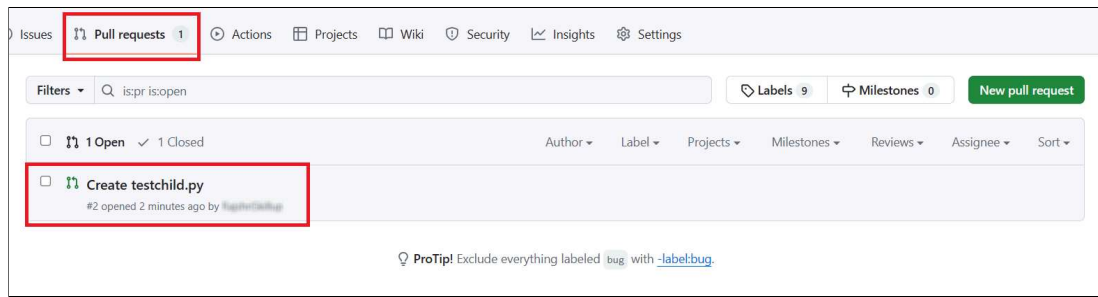 Issues Pull requests 1 Actions Projects Wiki Security Insights Settings
Filters is:pr is:open Labels 9 Milestones 0 New pull request
1 Open 1 Closed Author Label Projects Milestones Reviews Assignee Sort
Create testchild.py
#2 opened 2 minutes ago by
ProTip! Exclude everything labeled bug with -label:bug.